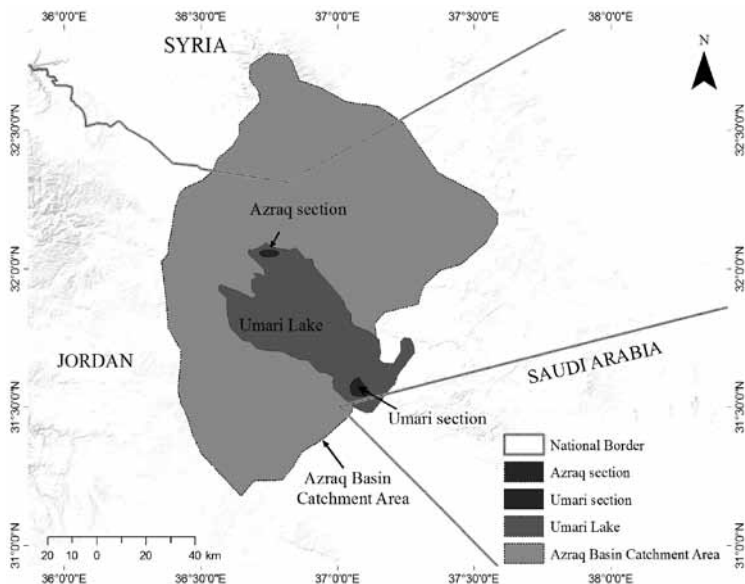 36°0'0"E 36°30'0"E 37°0'0"E 37°30'0"E 38°0'0"E
SYRIA
N
32°30'0"N 32°30'0"N
Azraq section
32°0'0"N 32°0'0"N
Umari Lake
JORDAN
SAUDI ARABIA
31°30'0"N 31°30'0"N
Umari section
Azraq Basin
Catchment Area
National Border
Azraq section
Umari section
Umari Lake
Azraq Basin Catchment Area
31°0'0"N 31°0'0"N
20 10 0 20 40 km
36°0'0"E 36°30'0"E 37°0'0"E 37°30'0"E 38°0'0"E